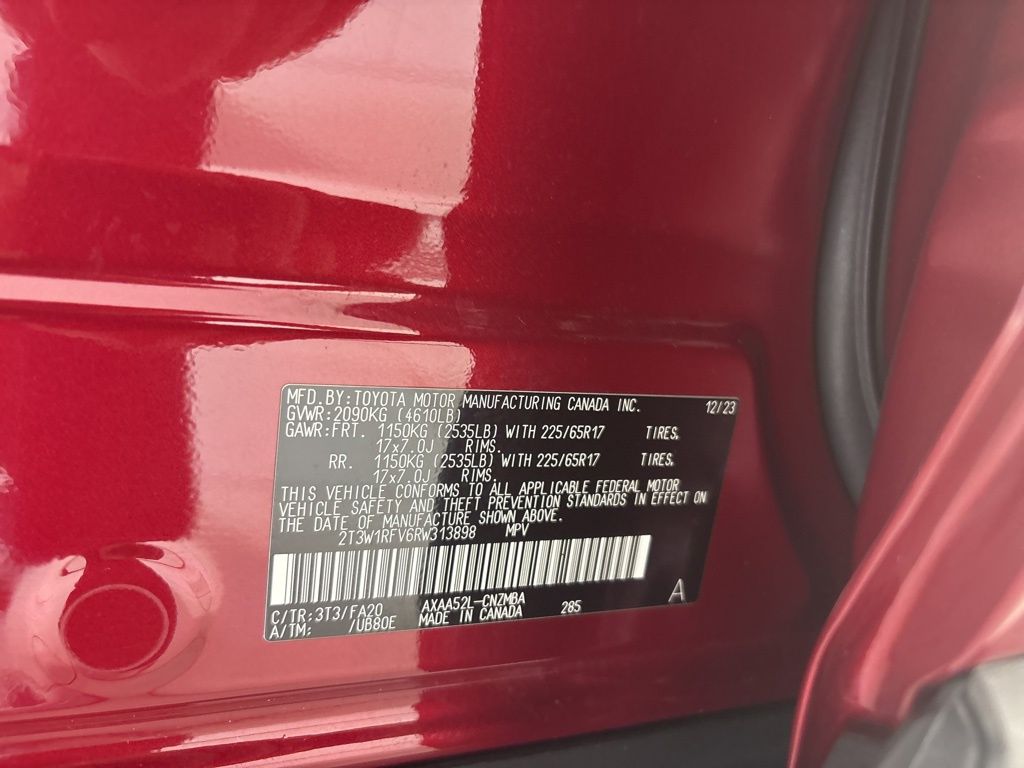 MFD. BY: TOYOTA MOTOR MANUFACTURING CANADA INC. 12/23
GVWR: 2090KG (4610LB)
GAWR: FRT. 1150KG (2535LB) WITH 225/65R17 TIRES,
17x7.0J RIMS.
RR. 1150KG (2535LB) WITH 225/65R17 TIRES,
17x7.0J RIMS.
THIS VEHICLE CONFORMS TO ALL APPLICABLE FEDERAL MOTOR
VEHICLE SAFETY AND THEFT PREVENTION STANDARDS IN EFFECT ON
THE DATE OF MANUFACTURE SHOWN ABOVE.
2T3W1RFV6RW313898 MPV
C/TR: 3T3/FA20 AXAA52L-CNZMBA 285 A
A/TM: /UB80E MADE IN CANADA